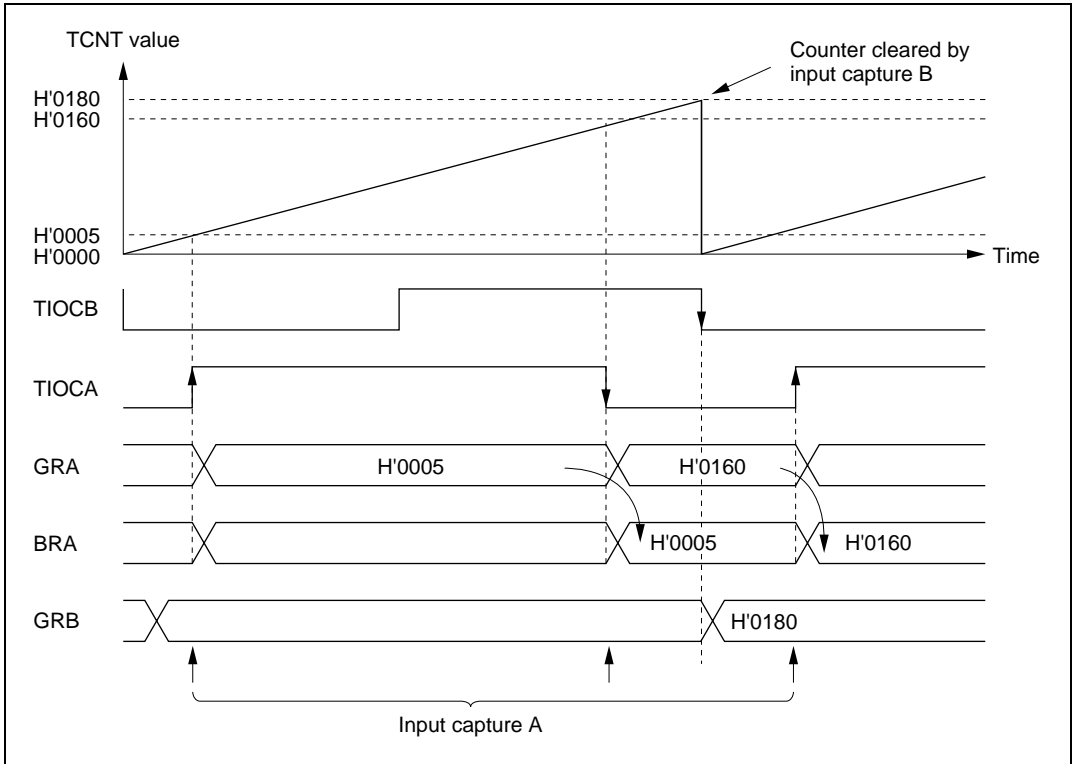 TCNT value
Counter cleared by
input capture B
H'0180
H'0160
H'0005
H'0000
Time
TIOCB
TIOCA
GRA
H'0005
H'0160
BRA
H'0005
H'0160
GRB
H'0180
Input capture A